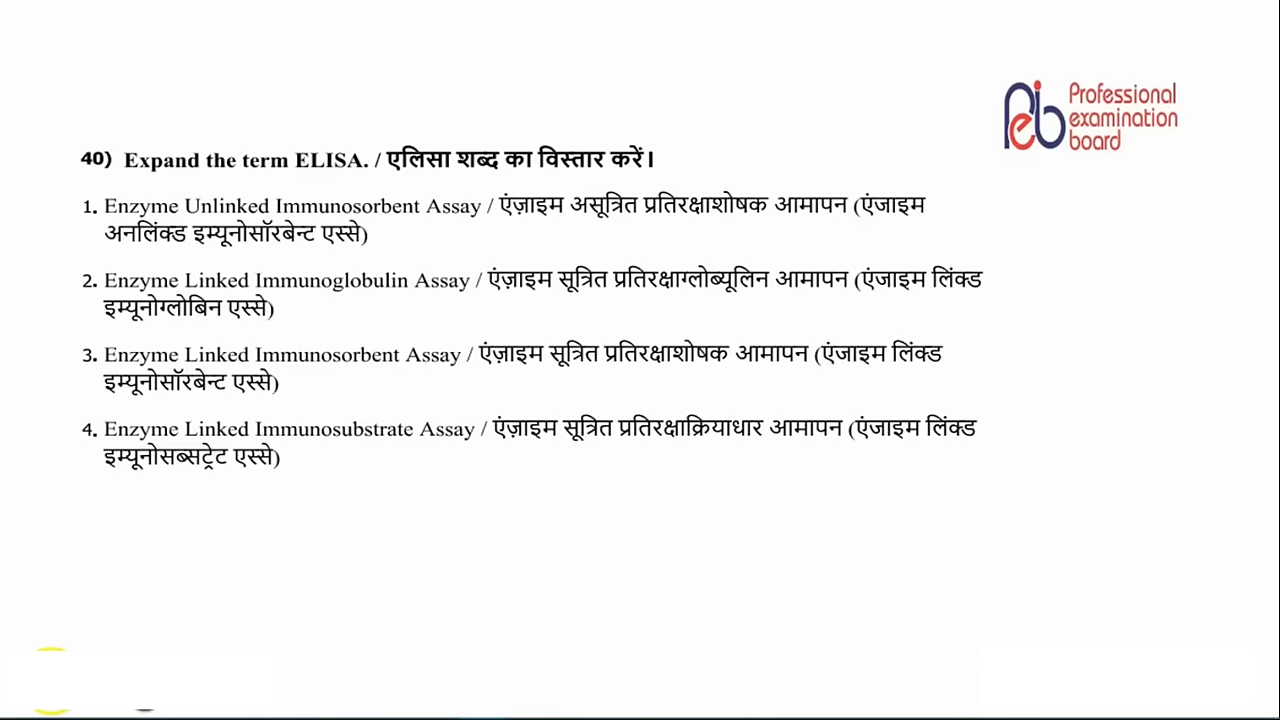 Professional
examination
board
40) Expand the term ELISA. / एलिसा शब्द का विस्तार करें।
1. Enzyme Unlinked Immunosorbent Assay / एंज़ाइम असूत्रित प्रतिरक्षाशोषक आमापन (एंजाइम
अनलिंक्ड इम्यूनोसॉरबेन्ट एस्से)
2. Enzyme Linked Immunoglobulin Assay / एंज़ाइम सूत्रित प्रतिरक्षाग्लोब्यूलिन आमापन (एंजाइम लिंक्ड
इम्यूनोग्लोबिन एस्से)
3. Enzyme Linked Immunosorbent Assay / एंज़ाइम सूत्रित प्रतिरक्षाशोषक आमापन (एंजाइम लिंक्ड
इम्यूनोसॉरबेन्ट एस्से)
4. Enzyme Linked Immunosubstrate Assay / एंज़ाइम सूत्रित प्रतिरक्षाक्रियाधार आमापन (एंजाइम लिंक्ड
इम्यूनोसब्सट्रेट एस्से)